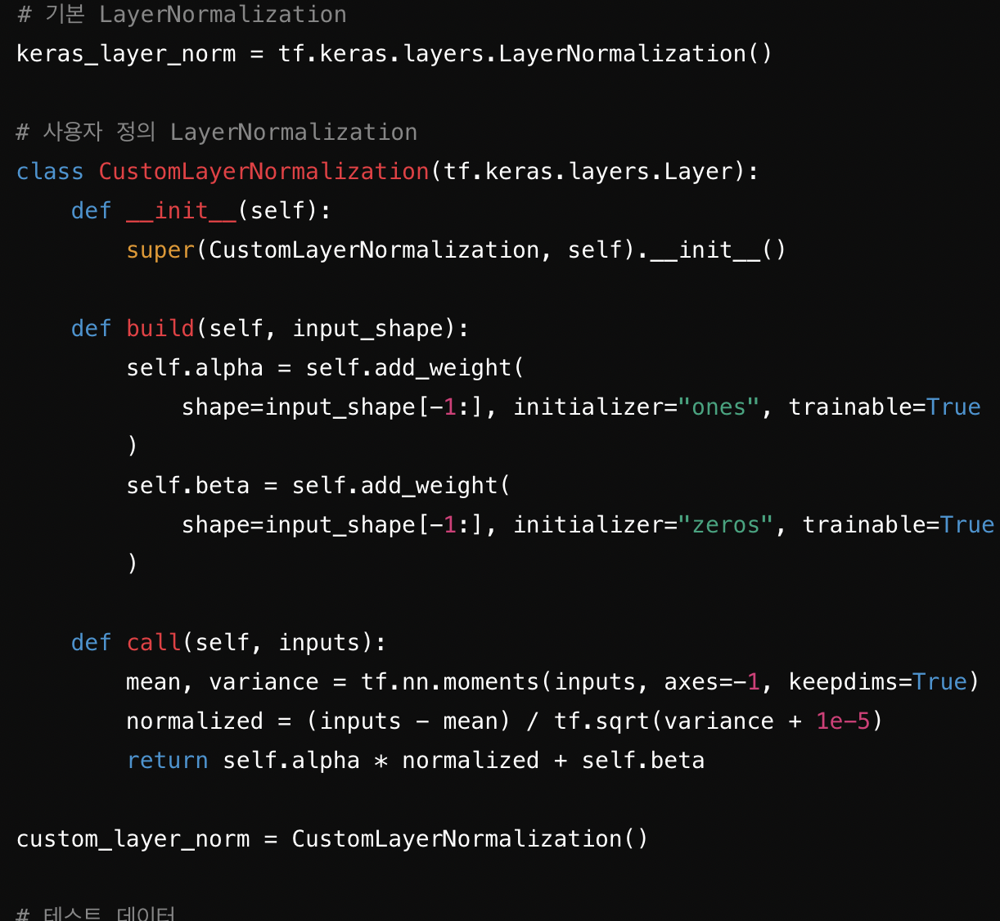 # 기본 LayerNormalization
keras_layer_norm = tf.keras.layers.LayerNormalization()
# 사용자 정의 LayerNormalization
class CustomLayerNormalization(tf.keras.layers.Layer):
    def __init__(self):
        super(CustomLayerNormalization, self).__init__()
    def build(self, input_shape):
        self.alpha = self.add_weight(
            shape=input_shape[-1:], initializer="ones", trainable=True
        )
        self.beta = self.add_weight(
            shape=input_shape[-1:], initializer="zeros", trainable=True
        )
    def call(self, inputs):
        mean, variance = tf.nn.moments(inputs, axes=-1, keepdims=True)
        normalized = (inputs - mean) / tf.sqrt(variance + 1e-5)
        return self.alpha * normalized + self.beta
custom_layer_norm = CustomLayerNormalization()
# 테스트 데이터